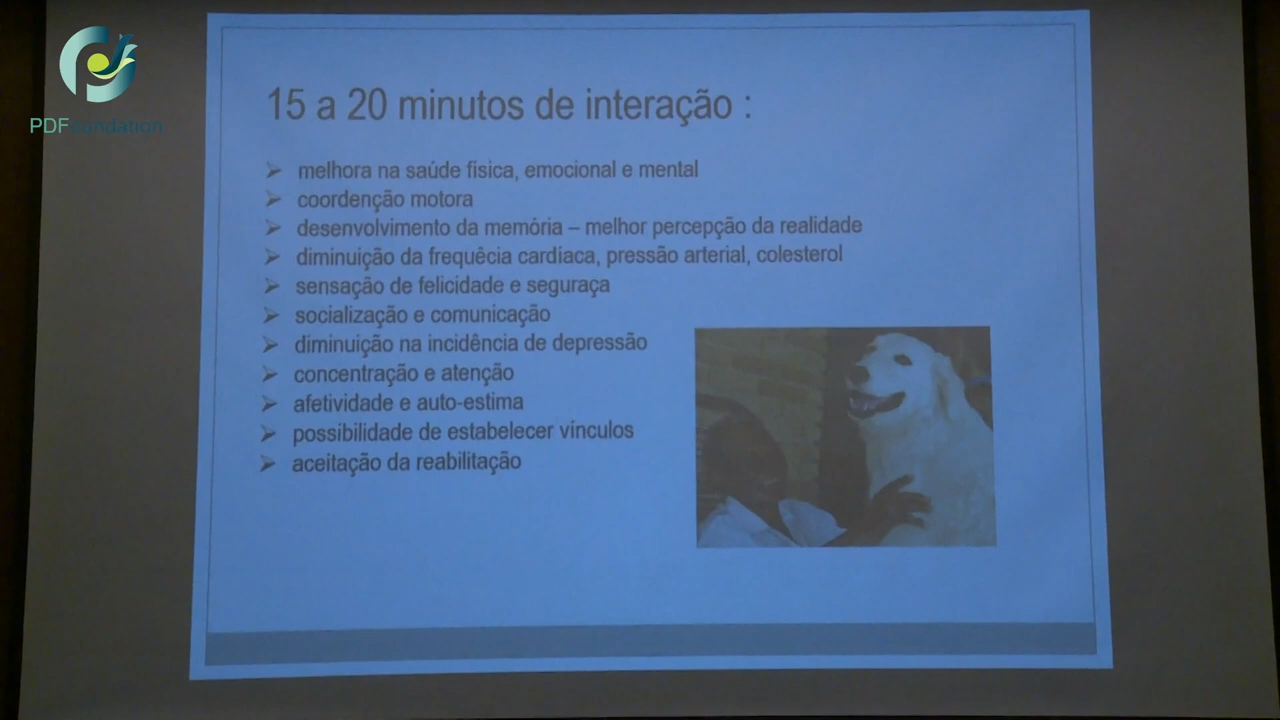 PDFoundation
15 a 20 minutos de interação :
melhora na saúde física, emocional e mental
coordenção motora
desenvolvimento da memória – melhor percepção da realidade
diminuição da frequêcia cardíaca, pressão arterial, colesterol
sensação de felicidade e seguraça
socialização e comunicação
diminuição na incidência de depressão
concentração e atenção
afetividade e auto-estima
possibilidade de estabelecer vínculos
aceitação da reabilitação